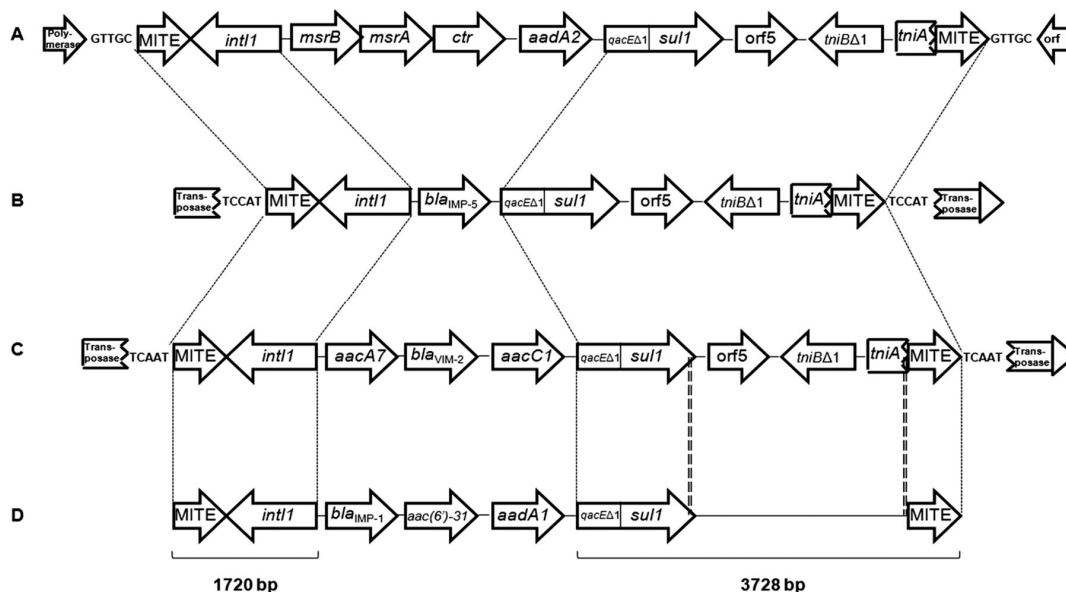 A Poly-merase GTTGC MITE intI1 msrB msrA ctr aadA2 qacEΔ1 sul1 orf5 tniBΔ1 tniA MITE GTTGC orf
B Trans-posase TCCAT MITE intI1 blaIMP-5 qacEΔ1 sul1 orf5 tniBΔ1 tniA MITE TCCAT Trans-posase
C Trans-posase TCAAT MITE intI1 aacA7 blaVIM-2 aacC1 qacEΔ1 sul1 orf5 tniBΔ1 tniA MITE TCAAT Trans-posase
D MITE intI1 blaIMP-1 aac(6')-31 aadA1 qacEΔ1 sul1 MITE
1720 bp 3728 bp